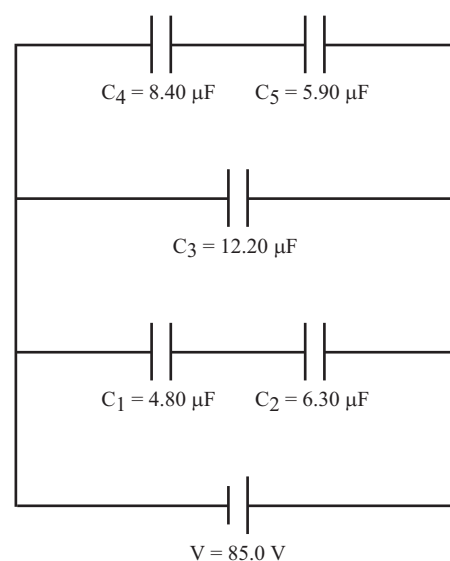 C4 = 8.40 μF C5 = 5.90 μF
C3 = 12.20 μF
C1 = 4.80 μF C2 = 6.30 μF
V = 85.0 V